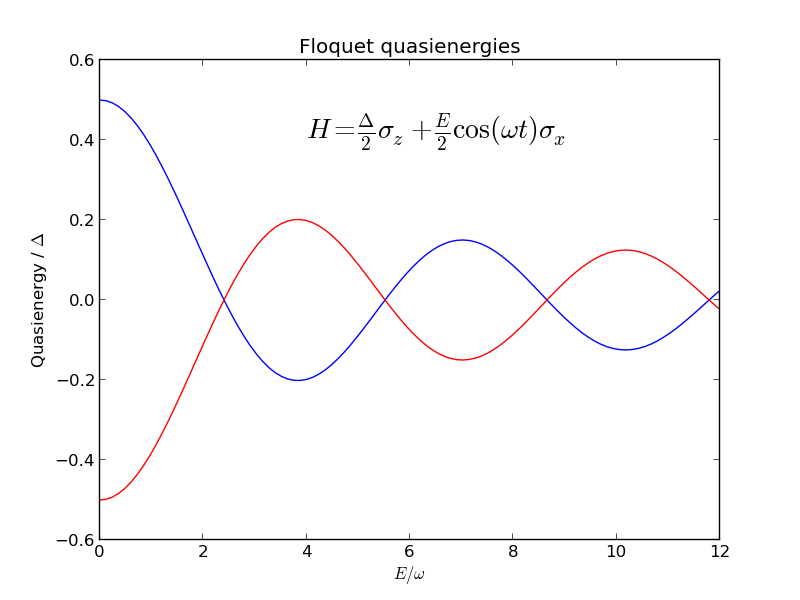 Floquet quasienergies
H = Δ/2 σ_z + E/2 cos(ωt)σ_x
Quasienergy / Δ
0.6
0.4
0.2
0.0
−0.2
−0.4
−0.6
0 2 4 6 8 10 12
E/ω